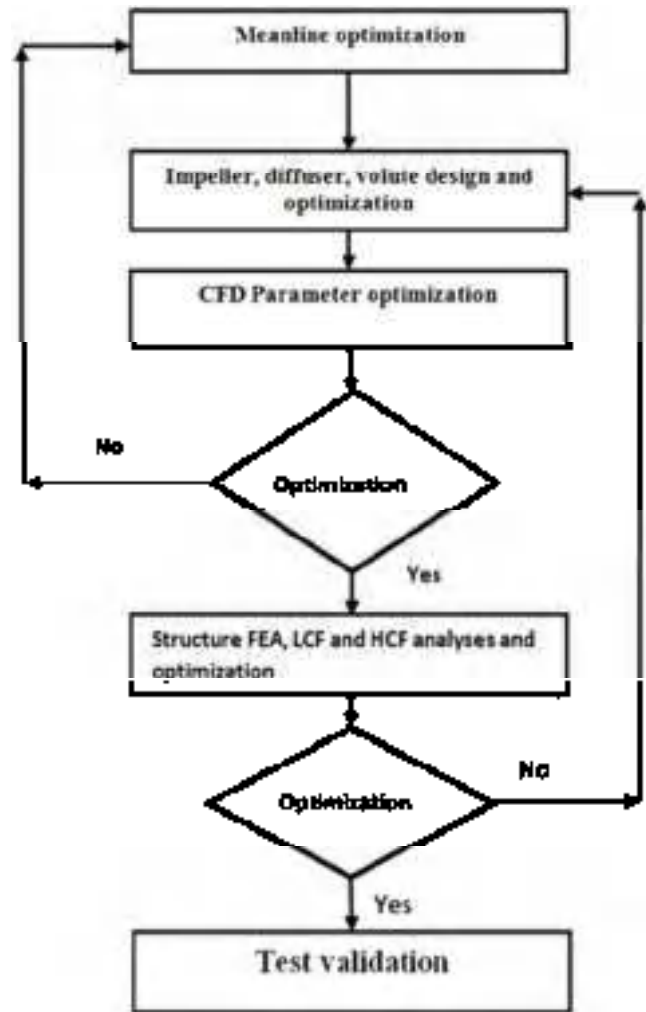 Meanline optimization
Impeller, diffuser, volute design and
optimization
CFD Parameter optimization
No
Optimization
Yes
Structure FEA, LCF and HCF analyses and
optimization
Optimization
No
Yes
Test validation